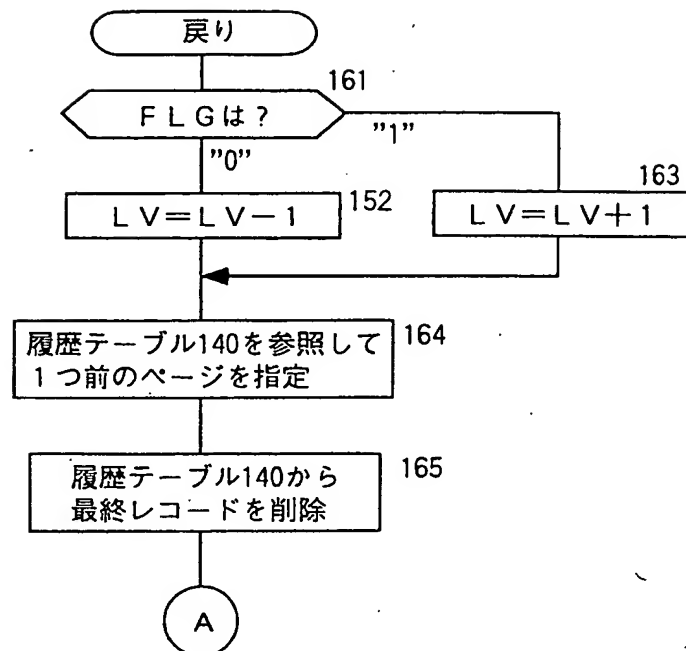 戻り
161
ＦＬＧは？
"1"
"0"
163
ＬＶ＝ＬＶ－１
152
ＬＶ＝ＬＶ＋１
履歴テーブル140を参照して
１つ前のページを指定
164
履歴テーブル140から
最終レコードを削除
165
A